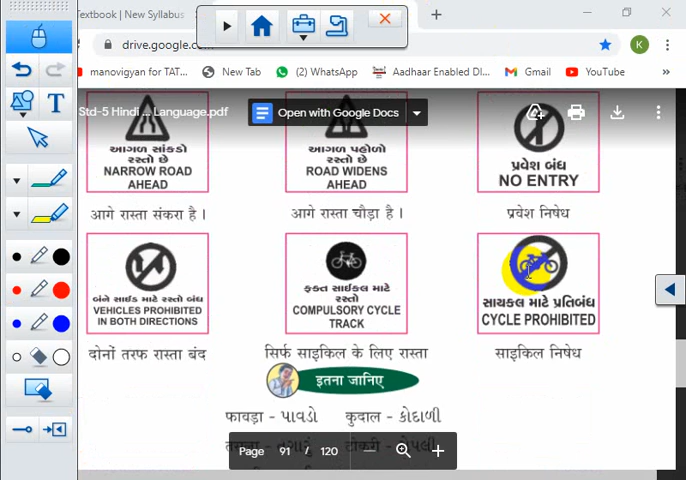 Textbook | New Syllabus
drive.google.co
K
manovigyan for TAT...
New Tab
(2) WhatsApp
Aadhaar Enabled DI...
Gmail
YouTube
»
T
Std-5 Hindi ... Language.pdf
Open with Google Docs
આગળ સાંકડો
રસ્તો છે
NARROW ROAD
AHEAD
आगे रास्ता संकरा है ।
આગળ પહોળો
રસ્તો છે
ROAD WIDENS
AHEAD
आगे रास्ता चौड़ा है ।
પ્રવેશ બંધ
NO ENTRY
प्रवेश निषेध
બંને સાઈડ માટે રસ્તો બંધ
VEHICLES PROHIBITED
IN BOTH DIRECTIONS
दोनों तरफ रास्ता बंद
ફક્ત સાઈકલ માટે
રસ્તો
COMPULSORY CYCLE
TRACK
सिर्फ साइकिल के लिए रास्ता
સાયકલ માટે પ્રતિબંધ
CYCLE PROHIBITED
साइकिल निषेध
इतना जानिए
फावड़ा - પાવડો
कुदाल - કોદાળી
Page 91 / 120